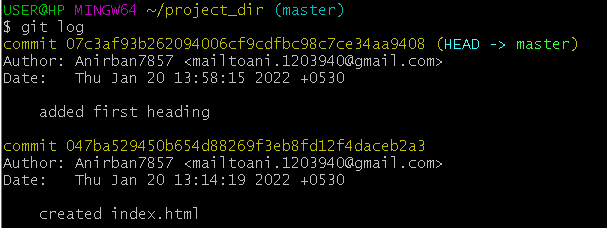 USER@HP MINGW64 ~/project_dir (master)
$ git log
commit 07c3af93b262094006cf9cdfbc98c7ce34aa9408 (HEAD -> master)
Author: Anirban7857 <mailtoani.1203940@gmail.com>
Date:   Thu Jan 20 13:58:15 2022 +0530
    added first heading
commit 047ba529450b654d88269f3eb8fd12f4daceb2a3
Author: Anirban7857 <mailtoani.1203940@gmail.com>
Date:   Thu Jan 20 13:14:19 2022 +0530
    created index.html